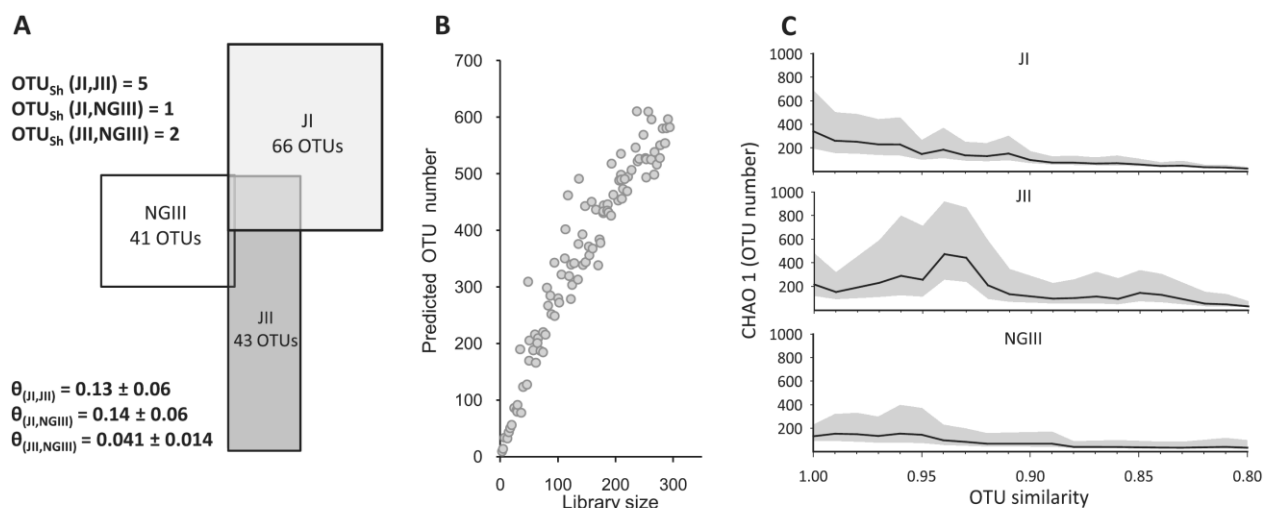 A
OTUSh (JI,JII) = 5
OTUSh (JI,NGIII) = 1
OTUSh (JII,NGIII) = 2
JI
66 OTUs
NGIII
41 OTUs
JII
43 OTUs
θ(JI,JII) = 0.13 ± 0.06
θ(JI,NGIII) = 0.14 ± 0.06
θ(JII,NGIII) = 0.041 ± 0.014
B
Predicted OTU number
700
600
500
400
300
200
100
0
0 100 200 300
Library size
C
CHAO 1 (OTU number)
JI
1000
800
600
400
200
JII
1000
800
600
400
200
NGIII
1000
800
600
400
200
1.00 0.95 0.90 0.85 0.80
OTU similarity